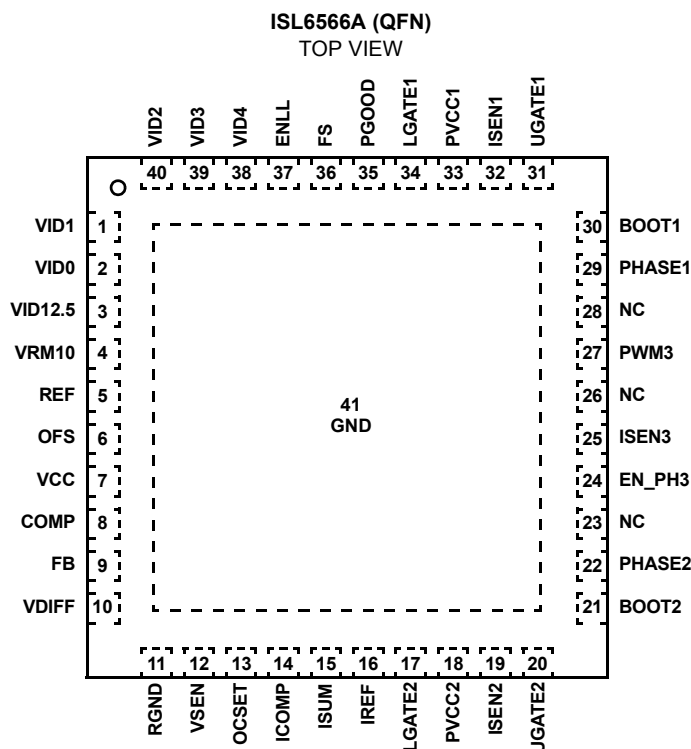 ISL6566A (QFN)
TOP VIEW
VID2 VID3 VID4 ENLL FS PGOOD LGATE1 PVCC1 ISEN1 UGATE1
40 39 38 37 36 35 34 33 32 31
VID1 1 30 BOOT1
VID0 2 29 PHASE1
VID12.5 3 28 NC
VRM10 4 27 PWM3
REF 5 26 NC
41
GND
OFS 6 25 ISEN3
VCC 7 24 EN_PH3
COMP 8 23 NC
FB 9 22 PHASE2
VDIFF 10 21 BOOT2
11 12 13 14 15 16 17 18 19 20
RGND VSEN OCSET ICOMP ISUM IREF LGATE2 PVCC2 ISEN2 UGATE2